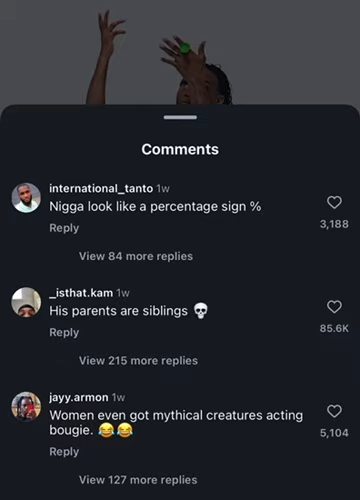 Comments
international_tanto 1w
Nigga look like a percentage sign %
Reply
3,188
View 84 more replies
_isthat.kam 1w
His parents are siblings 💀
Reply
85.6K
View 215 more replies
jayy.armon 1w
Women even got mythical creatures acting
bougie. 😂😂
Reply
5,104
View 127 more replies